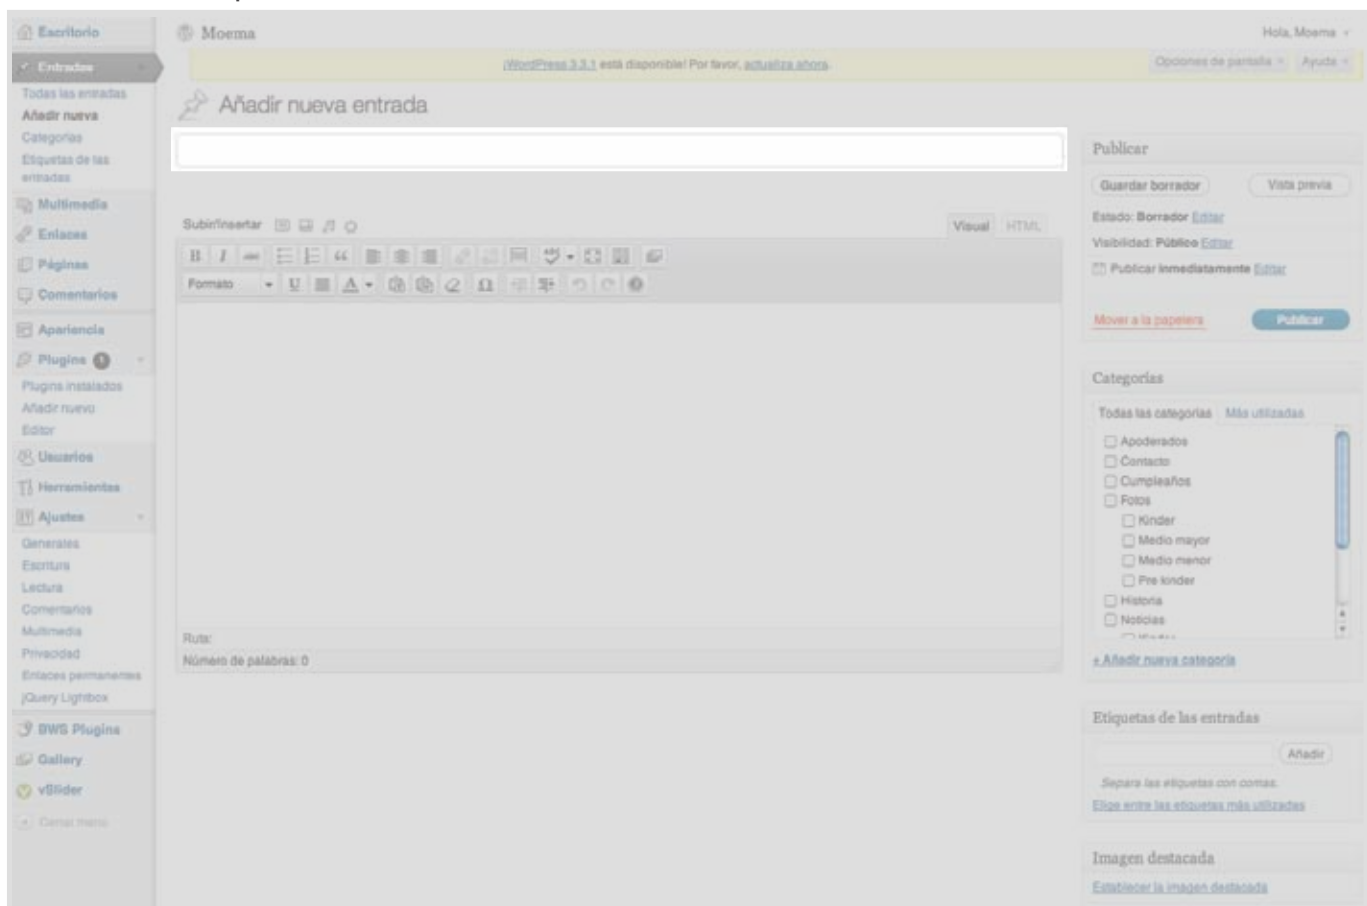 Escritorio
Entradas
Todas las entradas
Añadir nueva
Categorías
Etiquetas de las
entradas
Multimedia
Enlaces
Páginas
Comentarios
Apariencia
Plugins 1
Plugins instalados
Añadir nuevo
Editor
Usuarios
Herramientas
Ajustes
Generales
Escritura
Lectura
Comentarios
Multimedia
Privacidad
Enlaces permanentes
jQuery Lightbox
BWS Plugins
Gallery
vSlider
Cerrar menú
Moema
Hola, Moema
¡WordPress 3.3.1 está disponible! Por favor, actualiza ahora.
Opciones de pantalla Ayuda
Añadir nueva entrada
Subir/Insertar
Visual HTML
B I ABC
Formato U A Ω
Ruta:
Número de palabras: 0
Publicar
Guardar borrador Vista previa
Estado: Borrador Editar
Visibilidad: Público Editar
Publicar inmediatamente Editar
Mover a la papelera Publicar
Categorías
Todas las categorías Más utilizadas
Apoderados
Contacto
Cumpleaños
Fotos
Kinder
Medio mayor
Medio menor
Pre kinder
Historia
Noticias
+ Añadir nueva categoría
Etiquetas de las entradas
Añadir
Separa las etiquetas con comas.
Elige entre las etiquetas más utilizadas
Imagen destacada
Establecer la imagen destacada